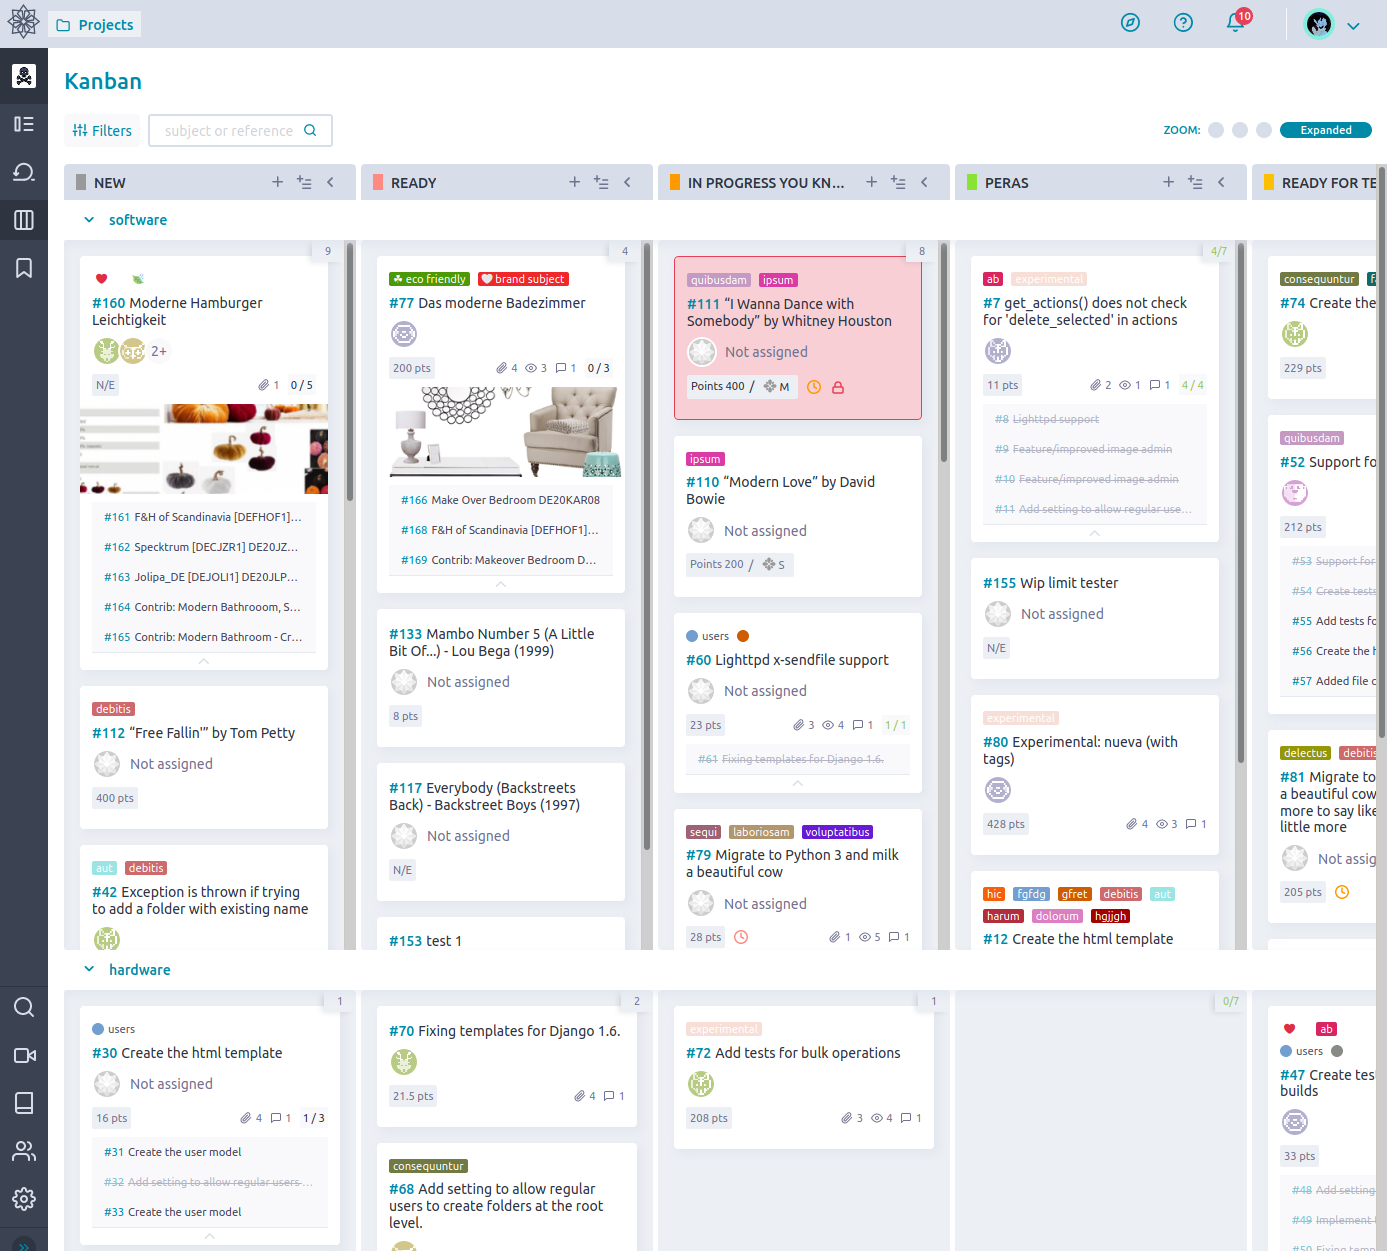 Projects
10
Kanban
Filters
subject or reference
ZOOM:
Expanded
NEW
READY
IN PROGRESS YOU KN...
PERAS
READY FOR TE
software
9
#160 Moderne Hamburger
Leichtigkeit
2+
N/E
1
0 / 5
#161 F&H of Scandinavia [DEFHOF1]...
#162 Specktrum [DECJZR1] DE20JZ...
#163 Jolipa_DE [DEJOLI1] DE20JLP...
#164 Contrib: Modern Bathrooom, S...
#165 Contrib: Modern Bathroom - Cr...
debitis
#112 “Free Fallin'” by Tom Petty
Not assigned
400 pts
aut
debitis
#42 Exception is thrown if trying
to add a folder with existing name
4
eco friendly
brand subject
#77 Das moderne Badezimmer
200 pts
4
3
1
0 / 3
#166 Make Over Bedroom DE20KAR08
#168 F&H of Scandinavia [DEFHOF1]...
#169 Contrib: Makeover Bedroom D...
#133 Mambo Number 5 (A Little
Bit Of...) - Lou Bega (1999)
Not assigned
8 pts
#117 Everybody (Backstreets
Back) - Backstreet Boys (1997)
Not assigned
N/E
#153 test 1
8
quibusdam
ipsum
#111 “I Wanna Dance with
Somebody” by Whitney Houston
Not assigned
Points 400 / M
ipsum
#110 “Modern Love” by David
Bowie
Not assigned
Points 200 / S
users
#60 Lighttpd x-sendfile support
Not assigned
23 pts
3
4
1
1 / 1
#61 Fixing templates for Django 1.6.
sequi
laboriosam
voluptatibus
#79 Migrate to Python 3 and milk
a beautiful cow
Not assigned
28 pts
1
5
1
4/7
ab
experimental
#7 get_actions() does not check
for 'delete_selected' in actions
11 pts
2
1
1
4 / 4
#8 Lighttpd support
#9 Feature/improved image admin
#10 Feature/improved image admin
#11 Add setting to allow regular use...
#155 Wip limit tester
Not assigned
N/E
experimental
#80 Experimental: nueva (with
tags)
428 pts
4
3
1
hic
fgfdg
gfret
debitis
aut
harum
dolorum
hgjjgh
#12 Create the html template
consequuntur
#74 Create the
229 pts
quibusdam
#52 Support fo
212 pts
#53 Support for
#54 Create tests
#55 Add tests fo
#56 Create the h
#57 Added file c
delectus
debitis
#81 Migrate to
a beautiful cow
more to say like
little more
Not assig
205 pts
hardware
1
users
#30 Create the html template
Not assigned
16 pts
4
1
1 / 3
#31 Create the user model
#32 Add setting to allow regular users ...
#33 Create the user model
2
#70 Fixing templates for Django 1.6.
21.5 pts
4
1
consequuntur
#68 Add setting to allow regular
users to create folders at the root
level.
1
experimental
#72 Add tests for bulk operations
208 pts
3
4
1
0/7
ab
users
#47 Create tes
builds
33 pts
#48 Add setting
#49 Implement
#50 Fixing temp